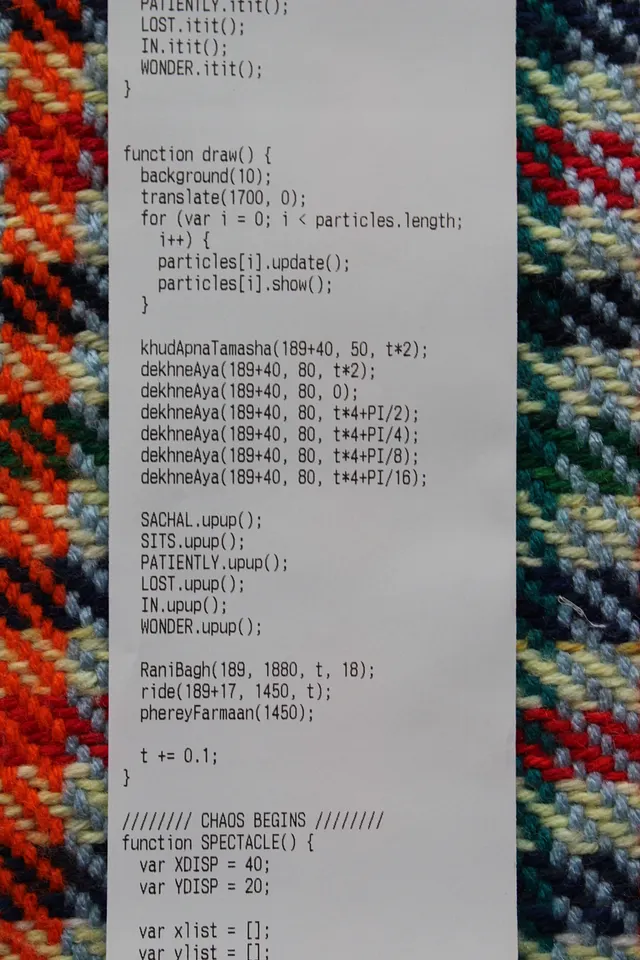 PATIENTLY.itit();
LOST.itit();
IN.itit();
WONDER.itit();
}
function draw() {
background(10);
translate(1700, 0);
for (var i = 0; i < particles.length;
i++) {
particles[i].update();
particles[i].show();
}
khudApnaTamasha(189+40, 50, t*2);
dekhneAya(189+40, 80, t*2);
dekhneAya(189+40, 80, 0);
dekhneAya(189+40, 80, t*4+PI/2);
dekhneAya(189+40, 80, t*4+PI/4);
dekhneAya(189+40, 80, t*4+PI/8);
dekhneAya(189+40, 80, t*4+PI/16);
SACHAL.upup();
SITS.upup();
PATIENTLY.upup();
LOST.upup();
IN.upup();
WONDER.upup();
RaniBagh(189, 1880, t, 18);
ride(189+17, 1450, t);
phereyFarmaan(1450);
t += 0.1;
}
//////// CHAOS BEGINS ////////
function SPECTACLE() {
var XDISP = 40;
var YDISP = 20;
var xlist = [];
var ylist = [];